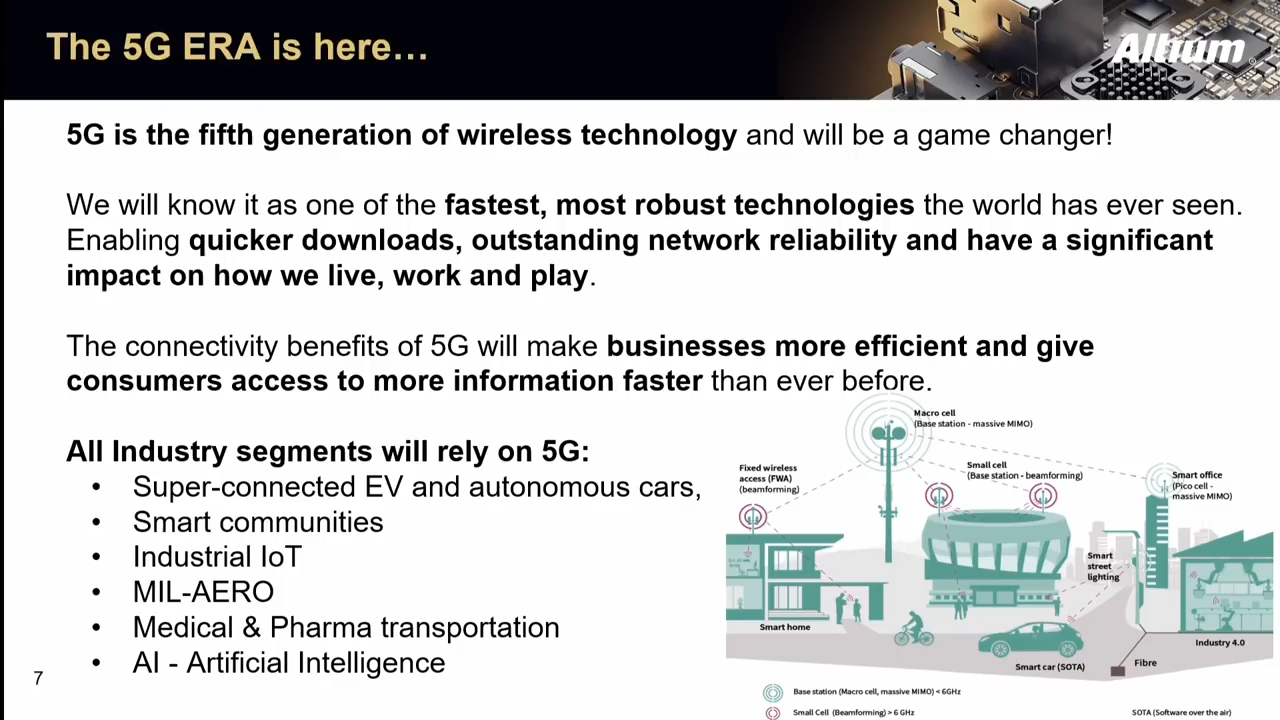 The 5G ERA is here…
Altium®
5G is the fifth generation of wireless technology and will be a game changer!
We will know it as one of the fastest, most robust technologies the world has ever seen.
Enabling quicker downloads, outstanding network reliability and have a significant
impact on how we live, work and play.
The connectivity benefits of 5G will make businesses more efficient and give
consumers access to more information faster than ever before.
All Industry segments will rely on 5G:
• Super-connected EV and autonomous cars,
• Smart communities
• Industrial IoT
• MIL-AERO
• Medical & Pharma transportation
• AI - Artificial Intelligence
7
Macro cell
(Base station - massive MIMO)
Fixed wireless
access (FWA)
(beamforming)
Small cell
(Base station - beamforming)
Smart office
(Pico cell -
massive MIMO)
Smart
street
lighting
Smart home
Smart car (SOTA)
Fibre
Industry 4.0
Base station (Macro cell, massive MIMO) < 6GHz
Small Cell (Beamforming) > 6 GHz
SOTA (Software over the air)